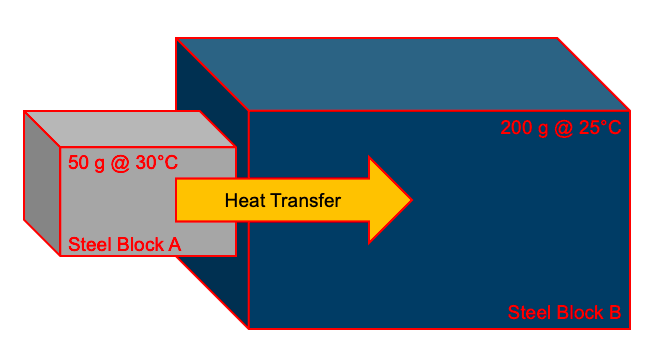 200 g @ 25°C
50 g @ 30°C
Heat Transfer
Steel Block A
Steel Block B